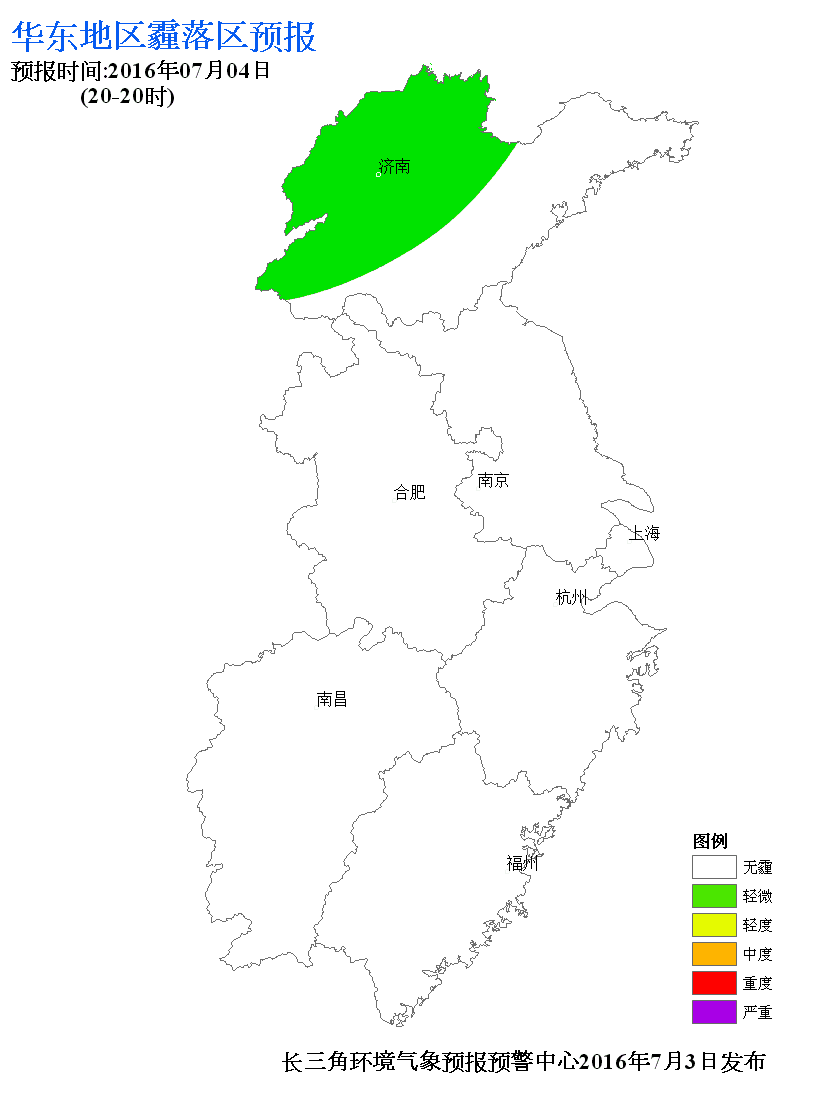 华东地区霾落区预报
预报时间:2016年07月04日
(20-20时)
济南
南京
合肥
上海
杭州
南昌
福州
图例
无霾
轻微
轻度
中度
重度
严重
长三角环境气象预报预警中心2016年7月3日发布